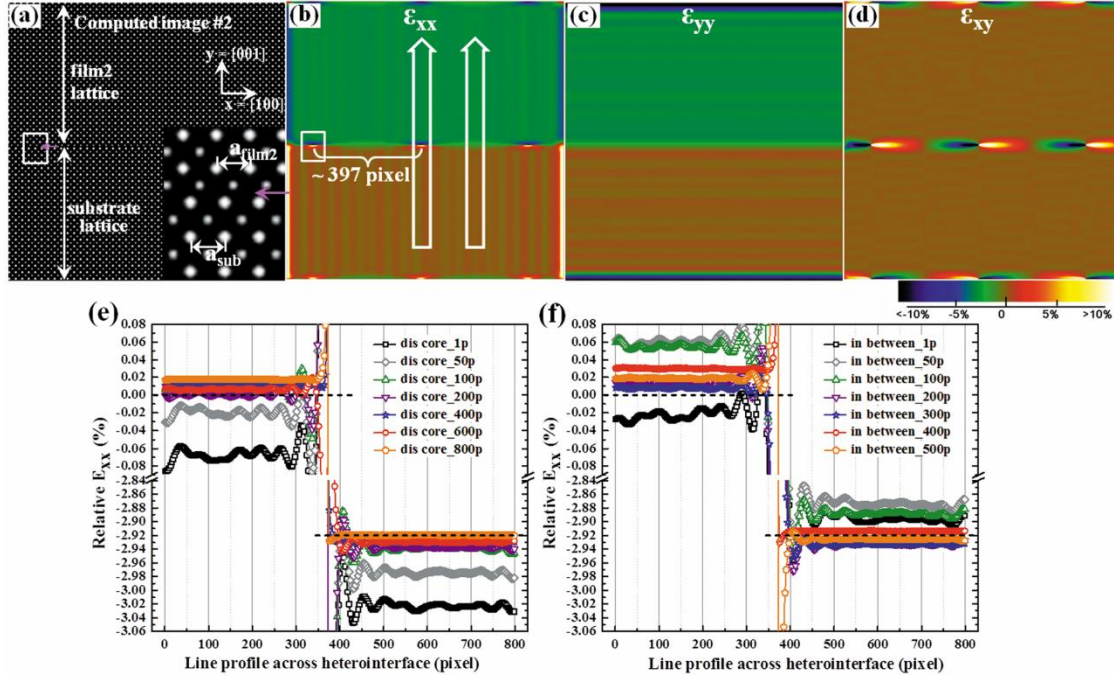 (a) Computed image #2
film2
lattice
y = [001]
x = [100]
substrate
lattice
a_film2
a_sub
(b) ε_xx
~397 pixel
(c) ε_yy
(d) ε_xy
<-10% -5% 0 5% >10%
(e)
0.08
0.06
0.04
0.02
0.00
-0.02
-0.04
-0.06
-0.08
-2.84
-2.86
-2.88
-2.90
-2.92
-2.94
-2.96
-2.98
-3.00
-3.02
-3.04
-3.06
Relative E_xx (%)
dis core_1p
dis core_50p
dis core_100p
dis core_200p
dis core_400p
dis core_600p
dis core_800p
0 100 200 300 400 500 600 700 800
Line profile across heterointerface (pixel)
(f)
0.08
0.06
0.04
0.02
0.00
-0.02
-0.04
-0.06
-0.08
-2.84
-2.86
-2.88
-2.90
-2.92
-2.94
-2.96
-2.98
-3.00
-3.02
-3.04
-3.06
Relative E_xx (%)
in between_1p
in between_50p
in between_100p
in between_200p
in between_300p
in between_400p
in between_500p
0 100 200 300 400 500 600 700 800
Line profile across heterointerface (pixel)